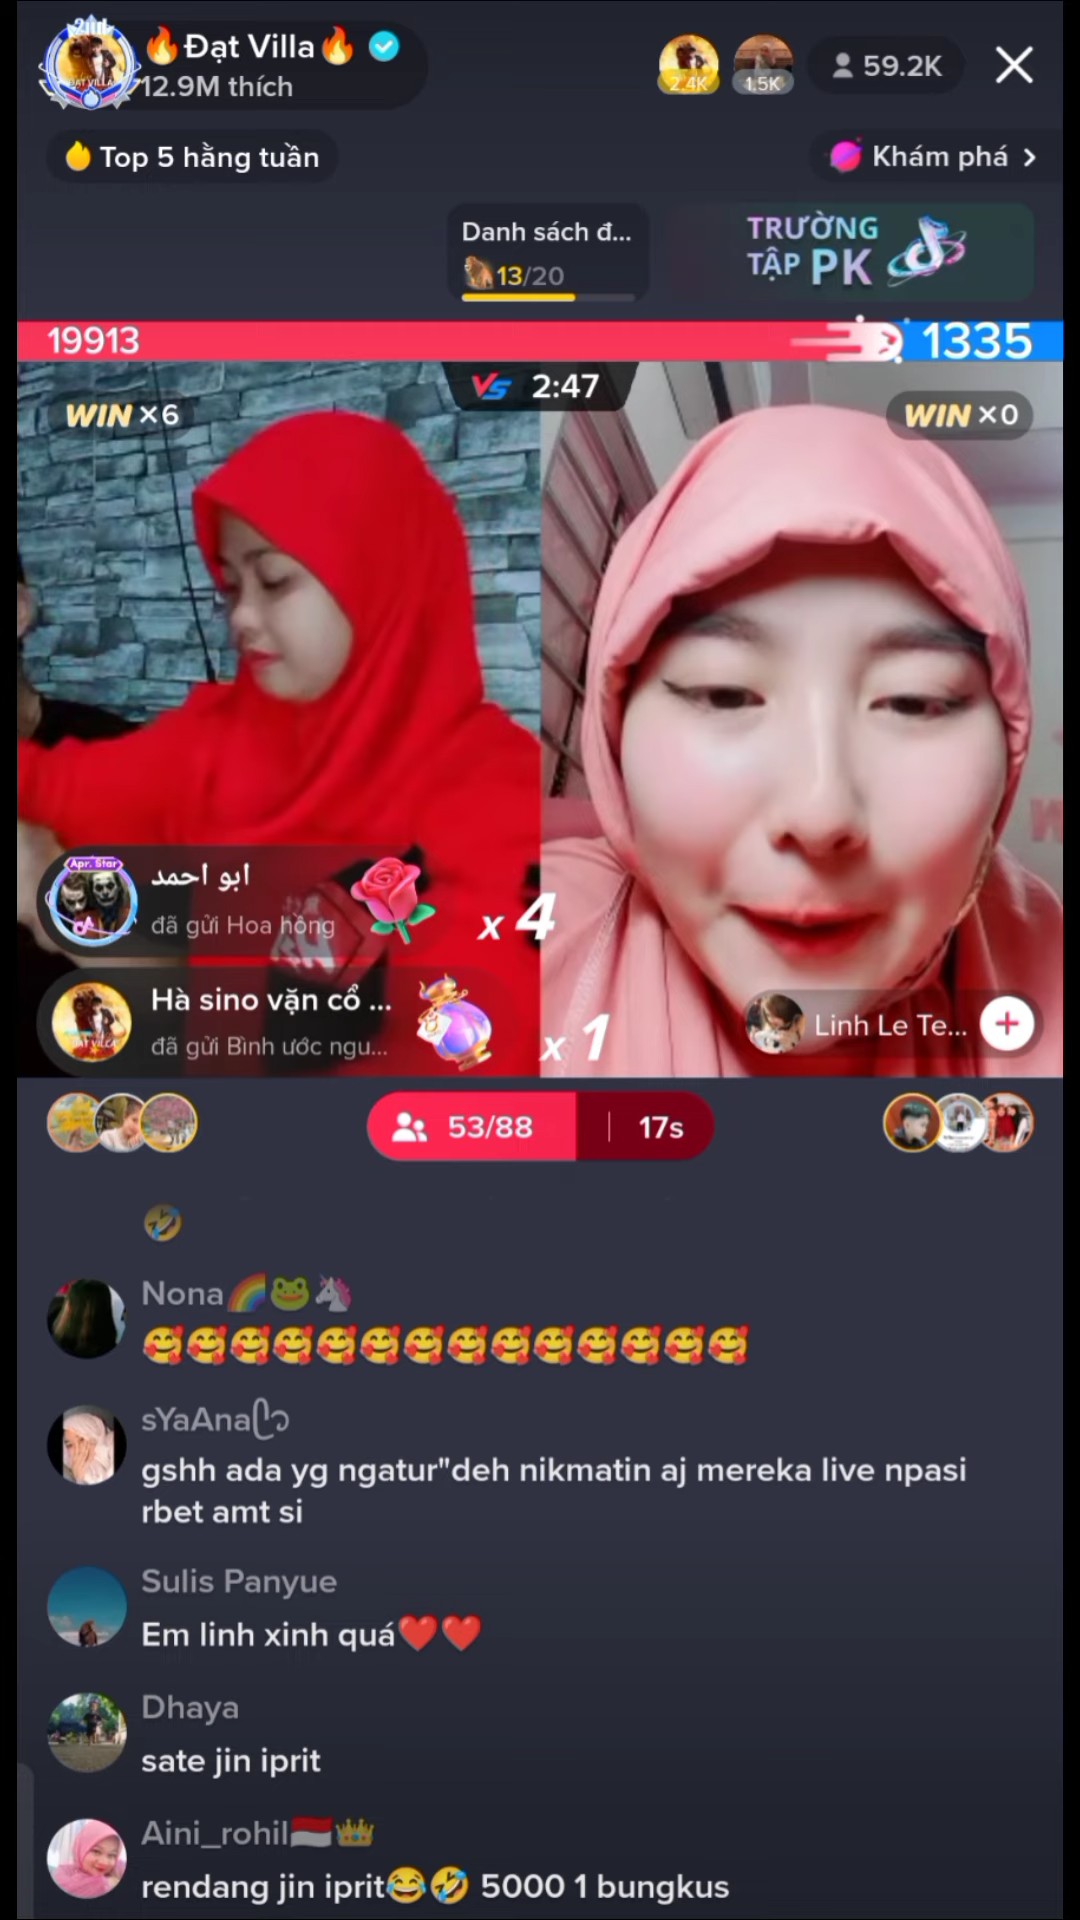 🔥Đạt Villa🔥
12.9M thích
2.4K
1.5K
59.2K
Top 5 hằng tuần
Khám phá >
Danh sách đ...
13/20
TRƯỜNG
TẬP PK
19913
1335
VS 2:47
WIN ×6
WIN ×0
Apr. Star
ابو احمد
đã gửi Hoa hồng
x 4
Hà sino vặn cổ ...
đã gửi Bình ước ngu...
x 1
Linh Le Te...
53/88
17s
🤣
Nona🌈🐸🦄
🥰🥰🥰🥰🥰🥰🥰🥰🥰🥰🥰🥰🥰🥰
sYaAna
gshh ada yg ngatur"deh nikmatin aj mereka live npasi
rbet amt si
Sulis Panyue
Em linh xinh quá❤️❤️
Dhaya
sate jin iprit
Aini_rohil🇮🇩👑
rendang jin iprit😂🤣 5000 1 bungkus